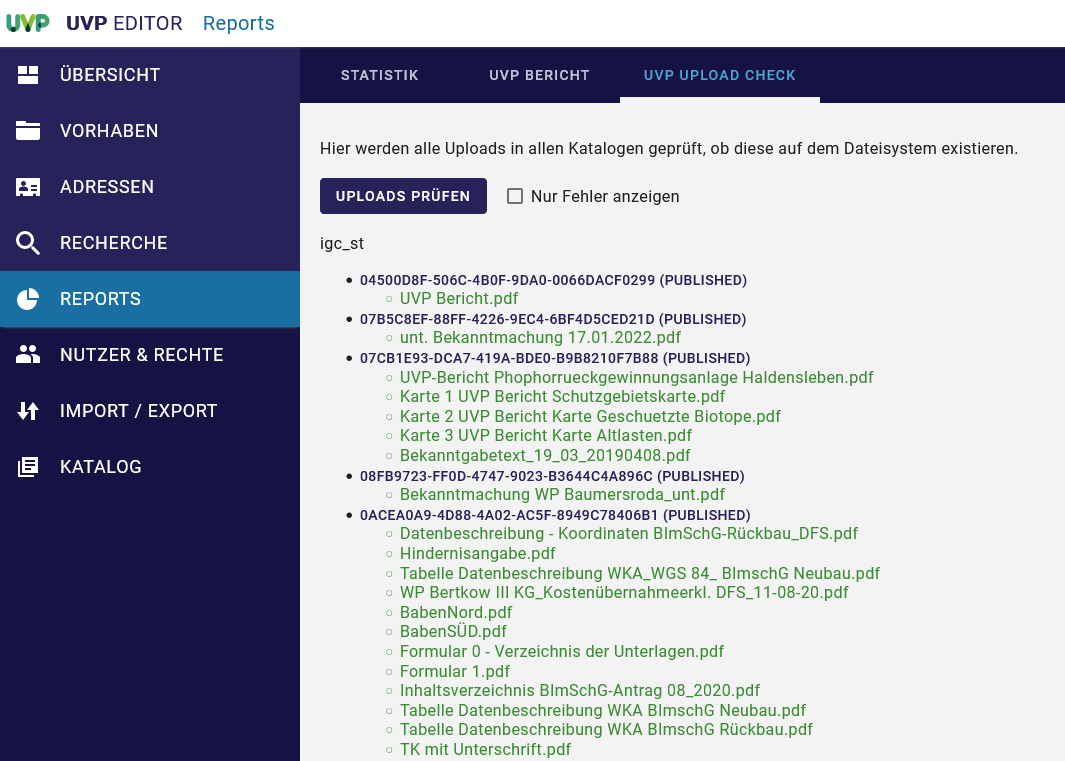 UVP UVP EDITOR Reports
ÜBERSICHT
VORHABEN
ADRESSEN
RECHERCHE
REPORTS
NUTZER & RECHTE
IMPORT / EXPORT
KATALOG
STATISTIK UVP BERICHT UVP UPLOAD CHECK
Hier werden alle Uploads in allen Katalogen geprüft, ob diese auf dem Dateisystem existieren.
UPLOADS PRÜFEN Nur Fehler anzeigen
igc_st
04500D8F-506C-4B0F-9DA0-0066DACF0299 (PUBLISHED)
UVP Bericht.pdf
07B5C8EF-88FF-4226-9EC4-6BF4D5CED21D (PUBLISHED)
unt. Bekanntmachung 17.01.2022.pdf
07CB1E93-DCA7-419A-BDE0-B9B8210F7B88 (PUBLISHED)
UVP-Bericht Phophorrueckgewinnungsanlage Haldensleben.pdf
Karte 1 UVP Bericht Schutzgebietskarte.pdf
Karte 2 UVP Bericht Karte Geschuetzte Biotope.pdf
Karte 3 UVP Bericht Karte Altlasten.pdf
Bekanntgabetext_19_03_20190408.pdf
08FB9723-FF0D-4747-9023-B3644C4A896C (PUBLISHED)
Bekanntmachung WP Baumersroda_unt.pdf
0ACEA0A9-4D88-4A02-AC5F-8949C78406B1 (PUBLISHED)
Datenbeschreibung - Koordinaten BImSchG-Rückbau_DFS.pdf
Hindernisangabe.pdf
Tabelle Datenbeschreibung WKA_WGS 84_ BImschG Neubau.pdf
WP Bertkow III KG_Kostenübernahmeerkl. DFS_11-08-20.pdf
BabenNord.pdf
BabenSÜD.pdf
Formular 0 - Verzeichnis der Unterlagen.pdf
Formular 1.pdf
Inhaltsverzeichnis BImSchG-Antrag 08_2020.pdf
Tabelle Datenbeschreibung WKA BImschG Neubau.pdf
Tabelle Datenbeschreibung WKA BImschG Rückbau.pdf
TK mit Unterschrift.pdf